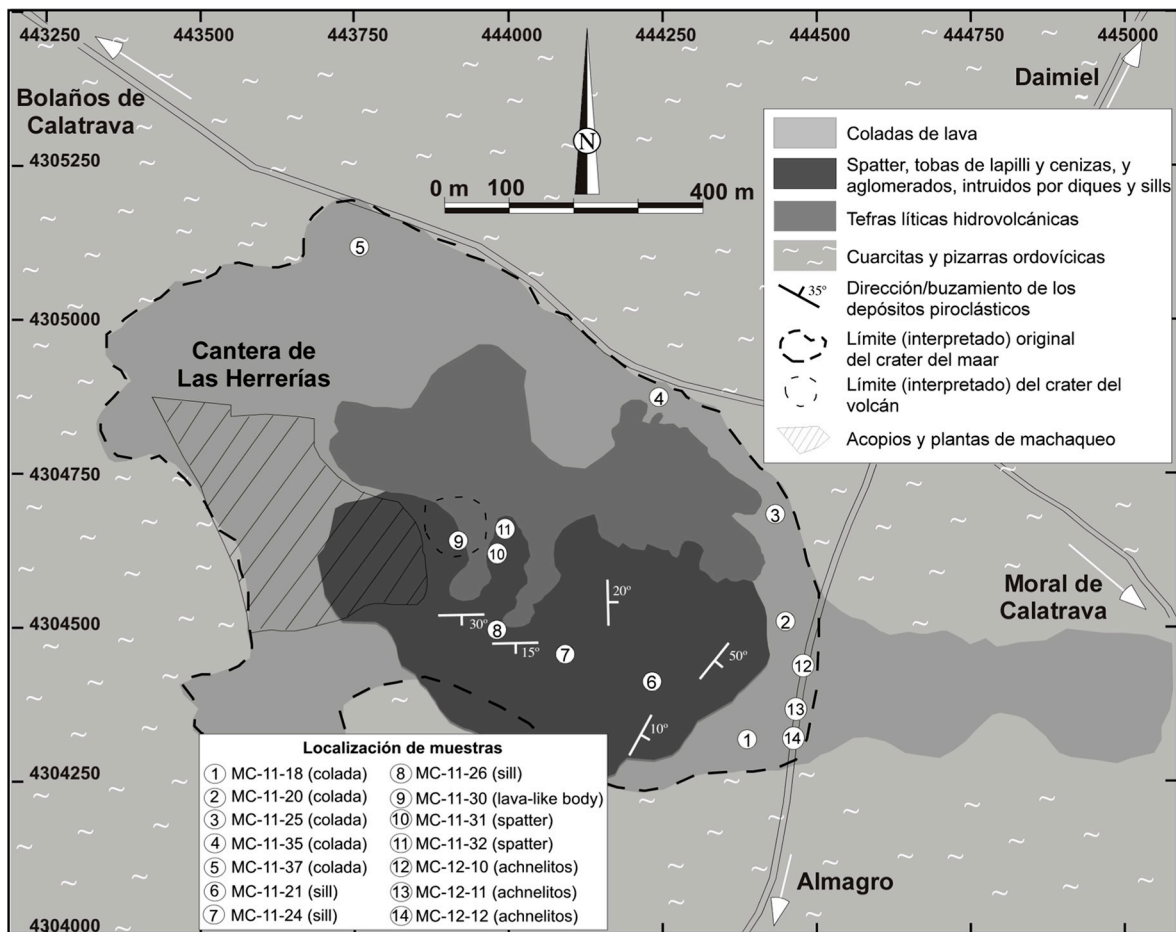 443250 443500 443750 444000 444250 444500 444750 445000
Bolaños de
Calatrava
Daimiel
4305250
4305000
4304750
4304500
4304250
4304000
N
0 m 100 400 m
Coladas de lava
Spatter, tobas de lapilli y cenizas, y
aglomerados, intruidos por diques y sills
Tefras líticas hidrovolcánicas
Cuarcitas y pizarras ordovícicas
35º
Dirección/buzamiento de los
depósitos piroclásticos
Límite (interpretado) original
del crater del maar
Límite (interpretado) del crater del
volcán
Acopios y plantas de machaqueo
Cantera de
Las Herrerías
5
4
3
11
9
10
2
8
7
6
12
13
1
14
20º
30º
15º
50º
10º
Moral de
Calatrava
Almagro
Localización de muestras
1 MC-11-18 (colada)
2 MC-11-20 (colada)
3 MC-11-25 (colada)
4 MC-11-35 (colada)
5 MC-11-37 (colada)
6 MC-11-21 (sill)
7 MC-11-24 (sill)
8 MC-11-26 (sill)
9 MC-11-30 (lava-like body)
10 MC-11-31 (spatter)
11 MC-11-32 (spatter)
12 MC-12-10 (achnelitos)
13 MC-12-11 (achnelitos)
14 MC-12-12 (achnelitos)